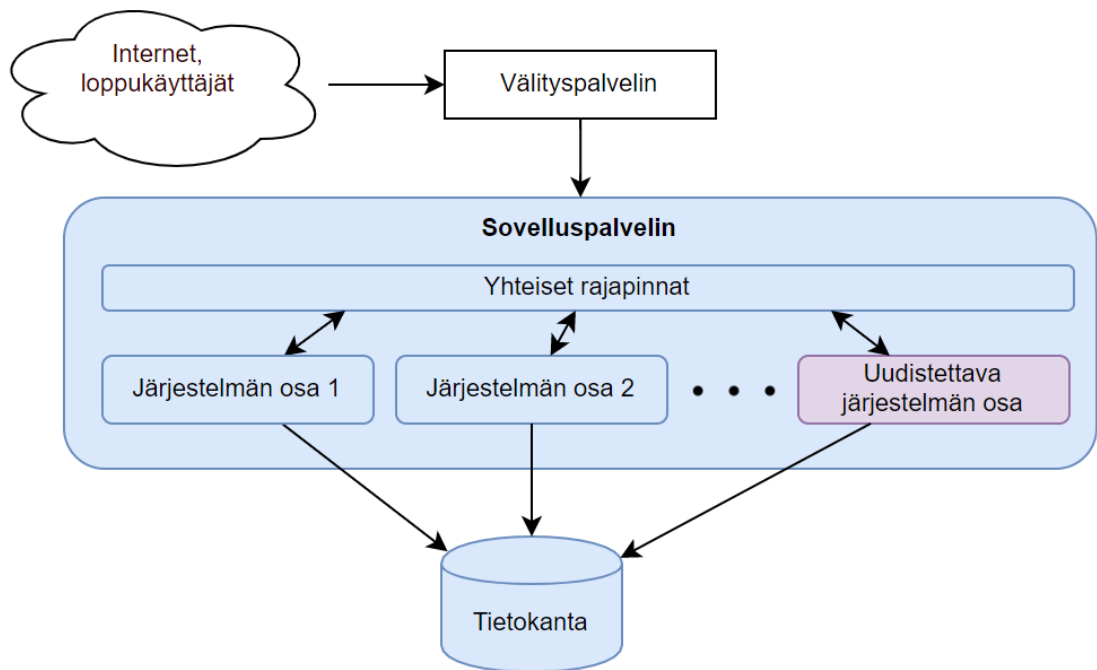 Internet,
loppukäyttäjät
Välityspalvelin
Sovelluspalvelin
Yhteiset rajapinnat
Järjestelmän osa 1
Järjestelmän osa 2
• • •
Uudistettava
järjestelmän osa
Tietokanta